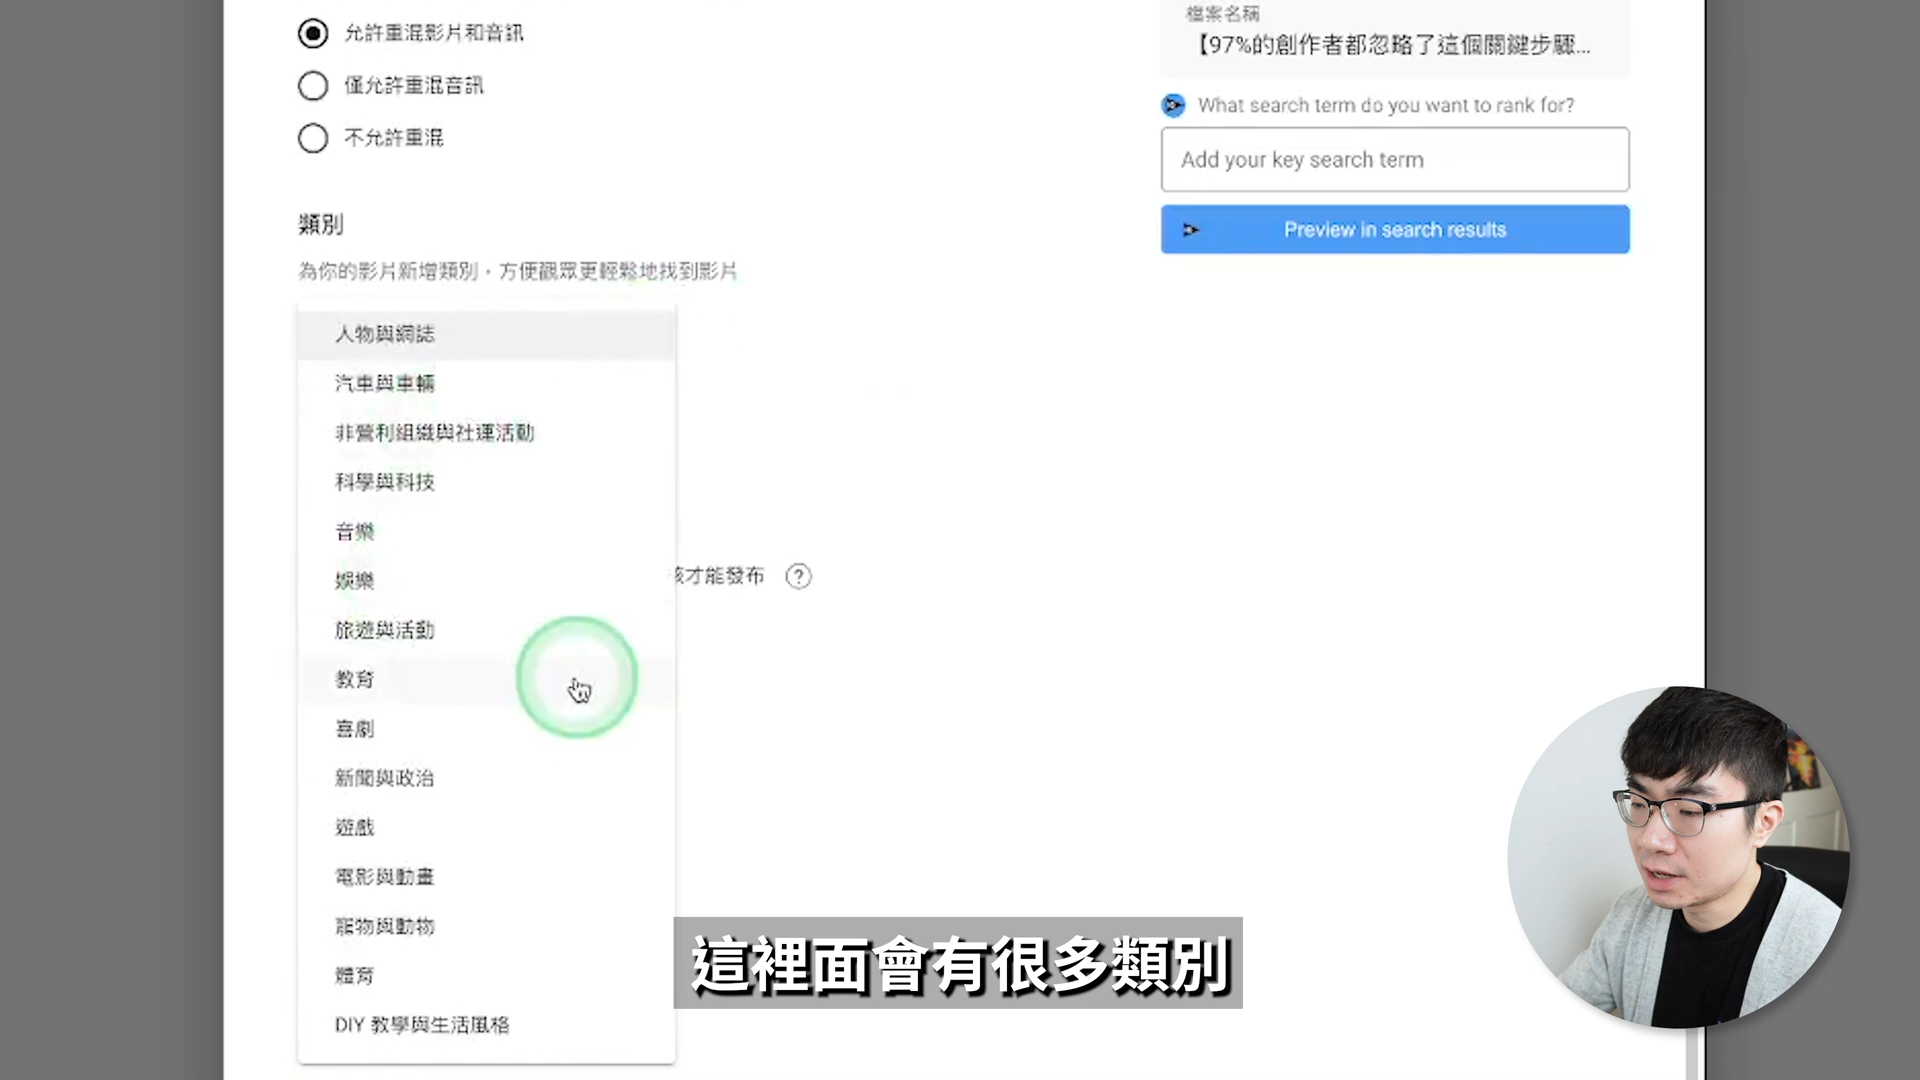 允許重混影片和音訊
僅允許重混音訊
不允許重混
類別
為你的影片新增類別，方便觀眾更輕鬆地找到影片
人物與網誌
汽車與車輛
非營利組織與社運活動
科學與科技
音樂
娛樂
旅遊與活動
教育
喜劇
新聞與政治
遊戲
電影與動畫
寵物與動物
體育
DIY 教學與生活風格
才能發布
檔案名稱
【97%的創作者都忽略了這個關鍵步驟...
What search term do you want to rank for?
Add your key search term
Preview in search results
這裡面會有很多類別